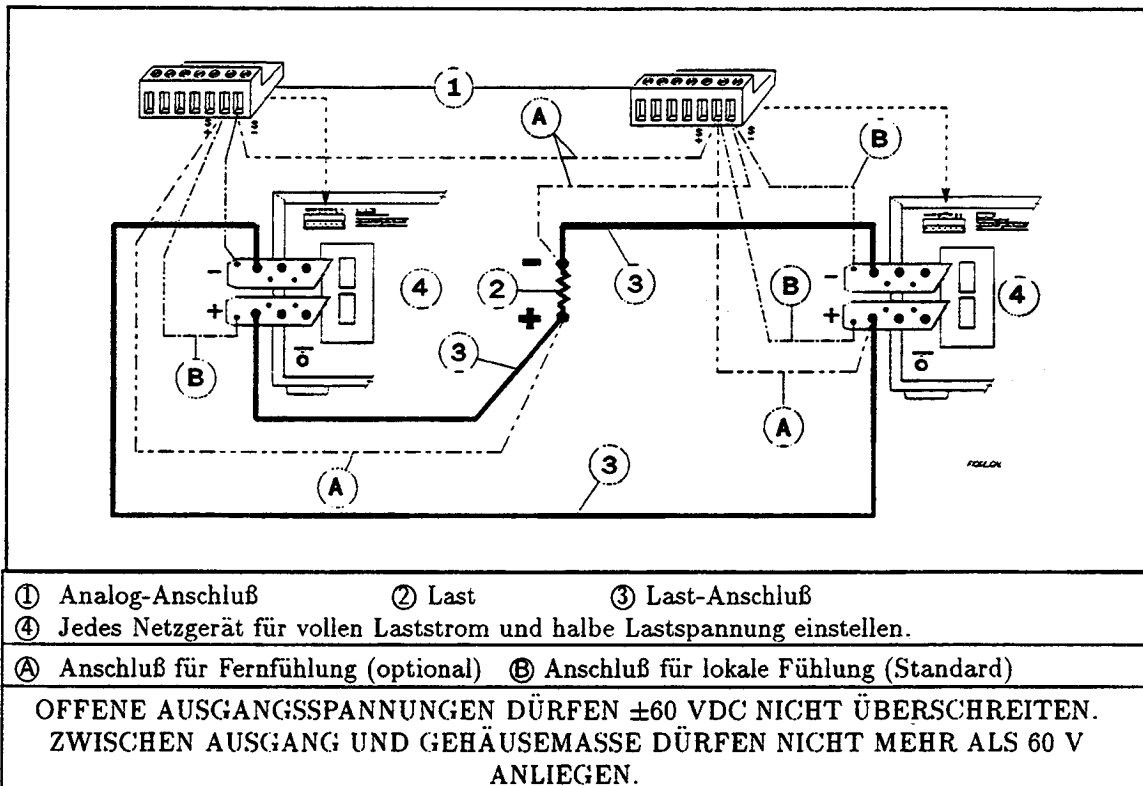 1
A
B
+S
S-
+S
S-
-
+
4
2
-
+
3
3
B
-
+
4
B
A
A
3
① Analog-Anschluß ② Last ③ Last-Anschluß
④ Jedes Netzgerät für vollen Laststrom und halbe Lastspannung einstellen.
Ⓐ Anschluß für Fernfühlung (optional) Ⓑ Anschluß für lokale Fühlung (Standard)
OFFENE AUSGANGSSPANNUNGEN DÜRFEN ±60 VDC NICHT ÜBERSCHREITEN.
ZWISCHEN AUSGANG UND GEHÄUSEMASSE DÜRFEN NICHT MEHR ALS 60 V
ANLIEGEN.